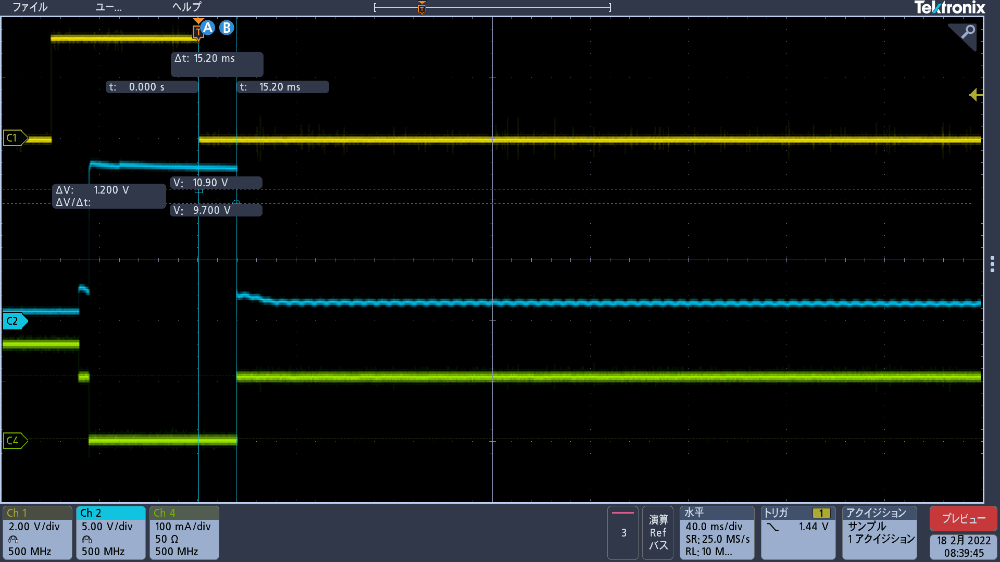 ファイル
ユー...
ヘルプ
T
Tektronix
T
A
B
Δt: 15.20 ms
t: 0.000 s
t: 15.20 ms
C1
ΔV: 1.200 V
ΔV/Δt:
V: 10.90 V
V: 9.700 V
C2
C4
Ch 1
2.00 V/div
500 MHz
Ch 2
5.00 V/div
500 MHz
Ch 4
100 mA/div
50 Ω
500 MHz
3
演算
Ref
バス
水平
40.0 ms/div
SR: 25.0 MS/s
RL: 10 M...
トリガ
1
1.44 V
アクイジション
サンプル
1 アクイジション
プレビュー
18 2月 2022
08:39:45